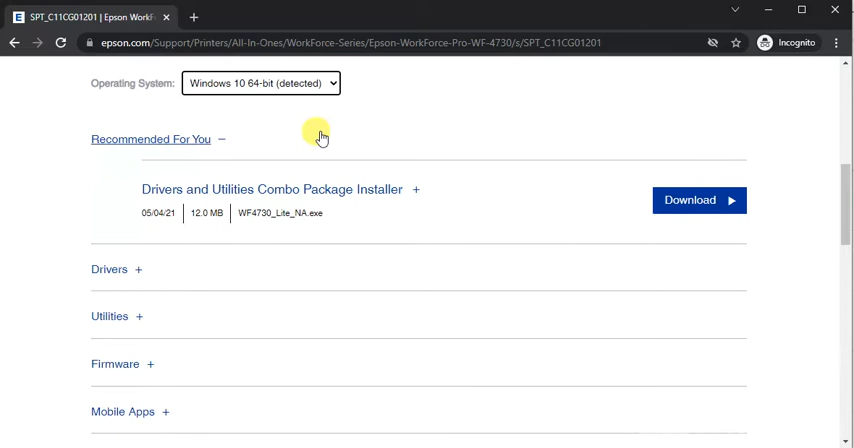 SPT_C11CG01201 | Epson WorkF
epson.com/Support/Printers/All-In-Ones/WorkForce-Series/Epson-WorkForce-Pro-WF-4730/s/SPT_C11CG01201
Incognito
Operating System: Windows 10 64-bit (detected)
Recommended For You −
Drivers and Utilities Combo Package Installer +
Download
05/04/21 | 12.0 MB | WF4730_Lite_NA.exe
Drivers +
Utilities +
Firmware +
Mobile Apps +